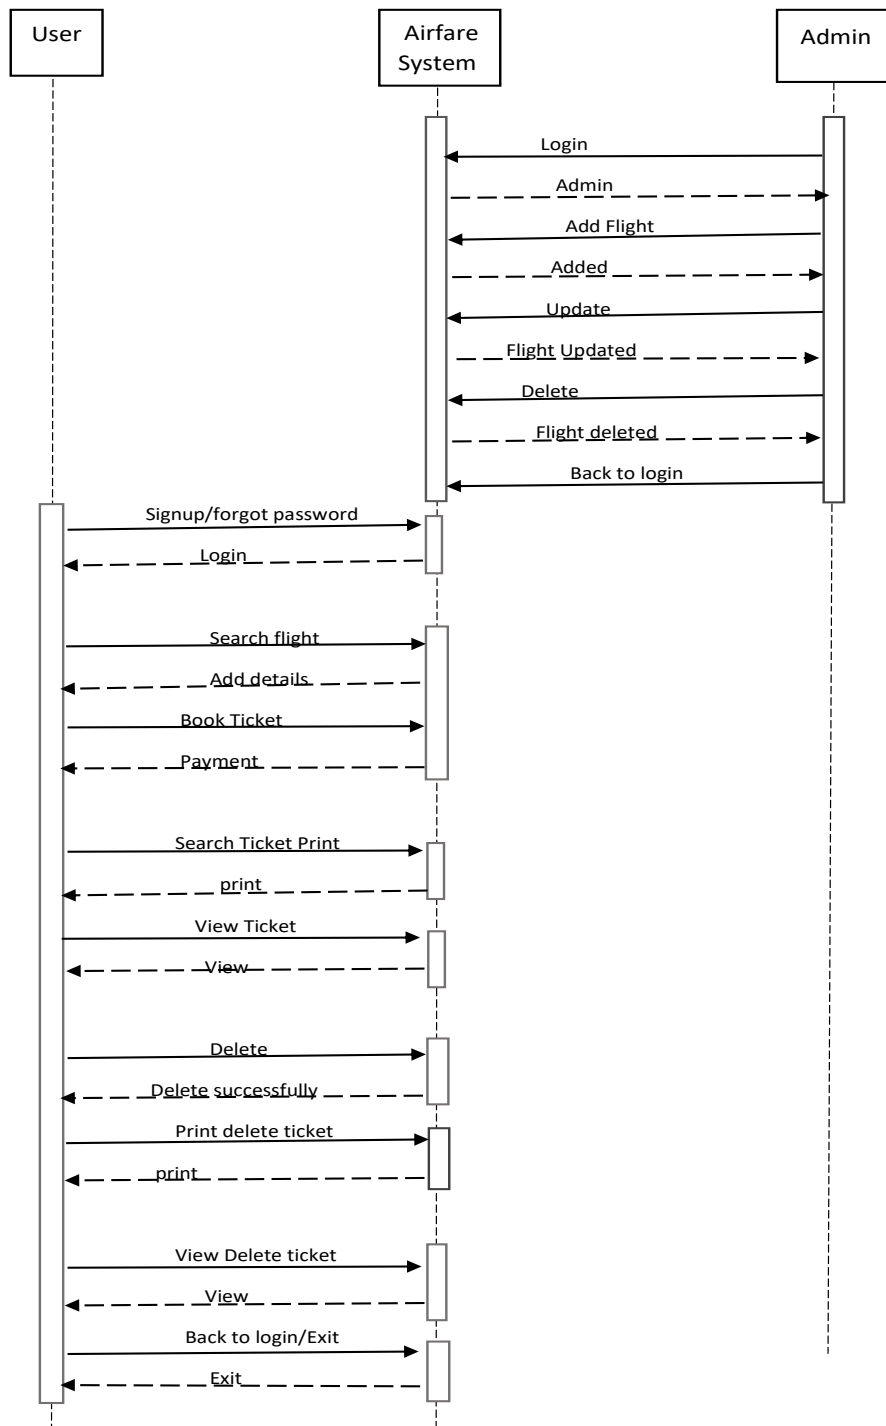 User
Airfare
System
Admin
Login
Admin
Add Flight
Added
Update
Flight Updated
Delete
Flight deleted
Back to login
Signup/forgot password
Login
Search flight
Add details
Book Ticket
Payment
Search Ticket Print
print
View Ticket
View
Delete
Delete successfully
Print delete ticket
print
View Delete ticket
View
Back to login/Exit
Exit